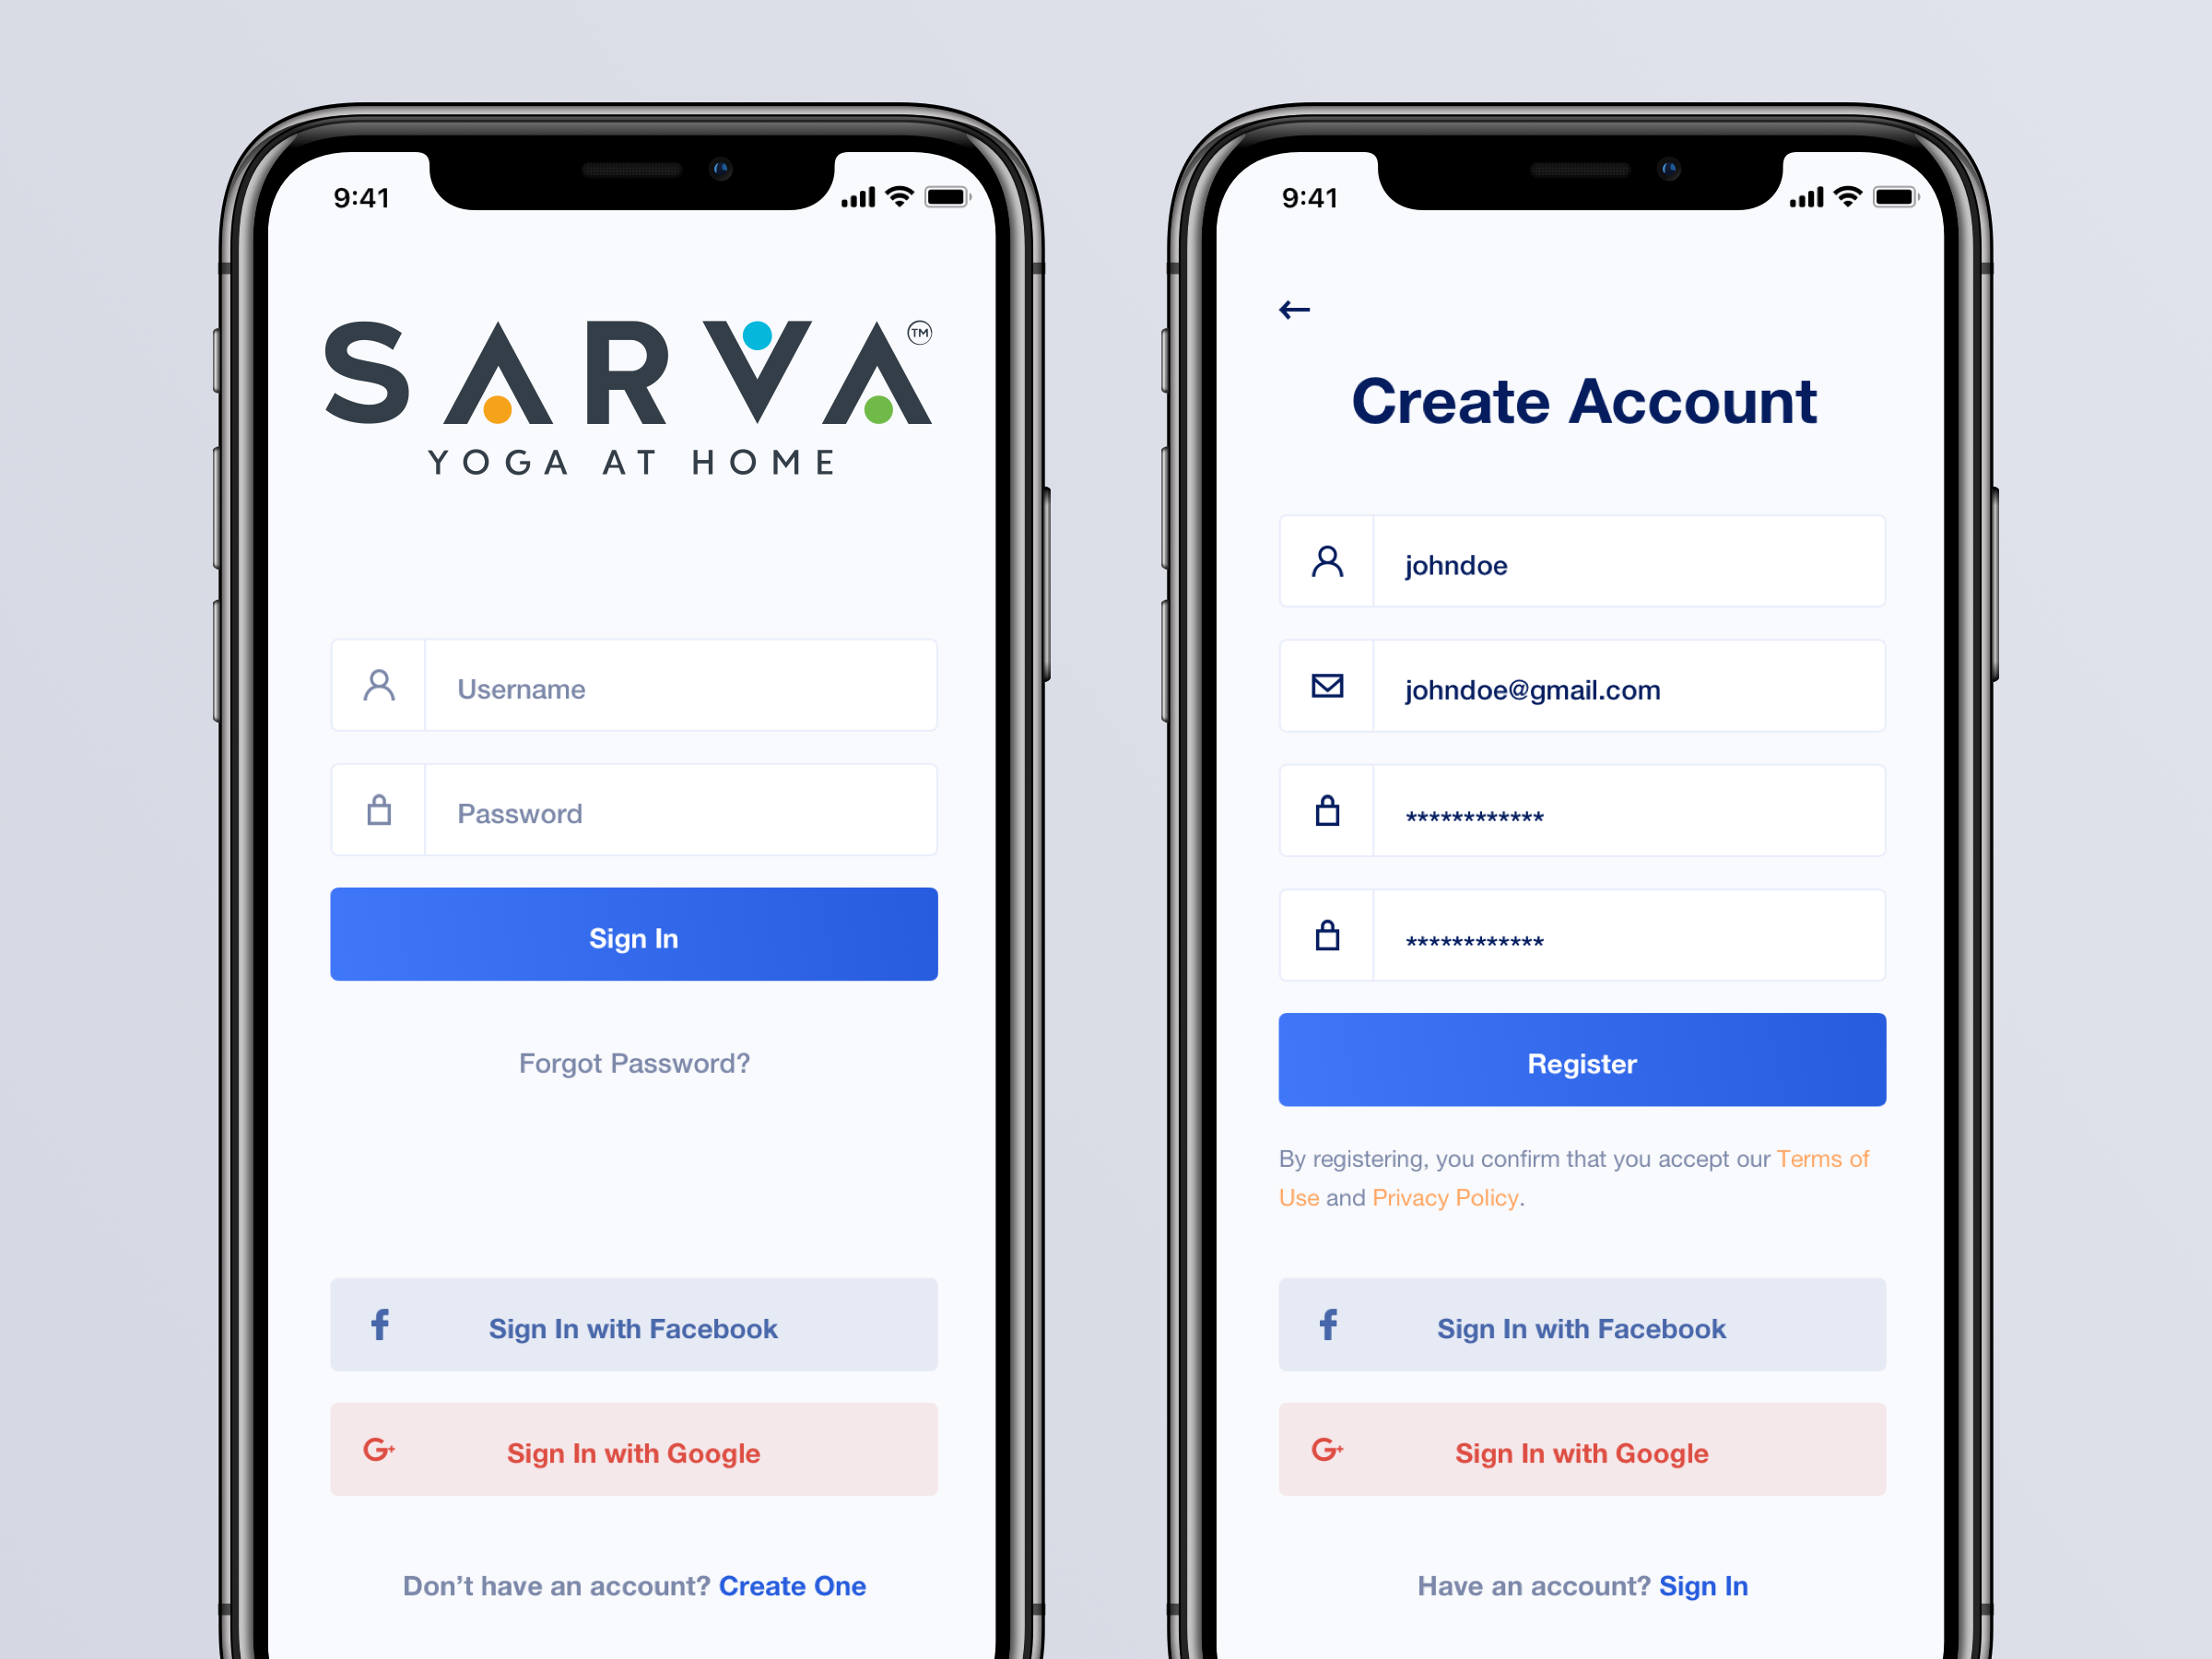 9:41
SARVA™
YOGA AT HOME
Username
Password
Sign In
Forgot Password?
f Sign In with Facebook
G+ Sign In with Google
Don’t have an account? Create One
9:41
Create Account
johndoe
johndoe@gmail.com
************
************
Register
By registering, you confirm that you accept our Terms of
Use and Privacy Policy.
f Sign In with Facebook
G+ Sign In with Google
Have an account? Sign In